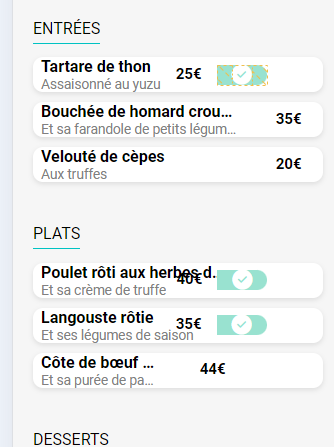 ENTRÉES
Tartare de thon
Assaisonné au yuzu
25€
Bouchée de homard crou...
Et sa farandole de petits légum...
35€
Velouté de cèpes
Aux truffes
20€
PLATS
Poulet rôti aux herbes d...
Et sa crème de truffe
40€
Langouste rôtie
Et ses légumes de saison
35€
Côte de bœuf ...
Et sa purée de pa...
44€
DESSERTS